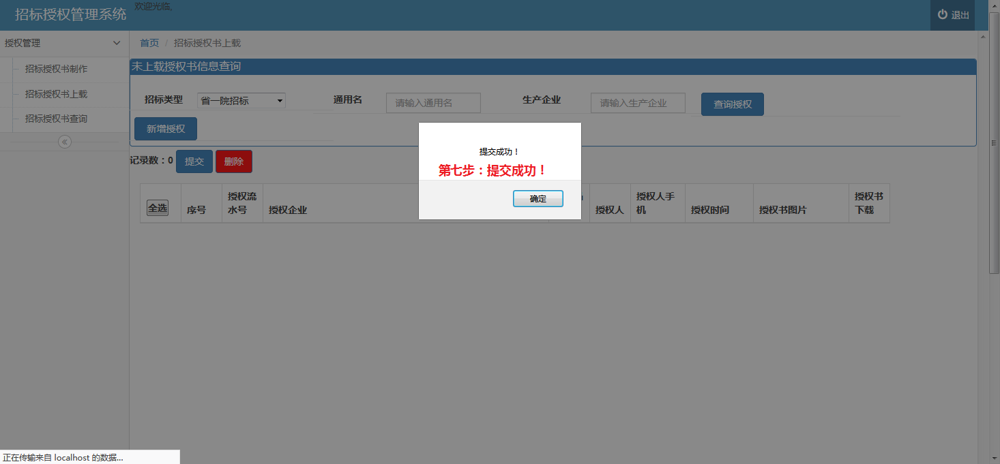 招标授权管理系统
欢迎光临,
退出
授权管理
首页 / 招标授权书上载
招标授权书制作
招标授权书上载
招标授权书查询
未上载授权书信息查询
招标类型 省一院招标 通用名 请输入通用名 生产企业 请输入生产企业 查询授权
新增授权
记录数:0 提交 删除
提交成功!
第七步:提交成功!
确定
全选 序号 授权流水号 授权企业 授权人 授权人手机 授权时间 授权书图片 授权书下载
正在传输来自 localhost 的数据...